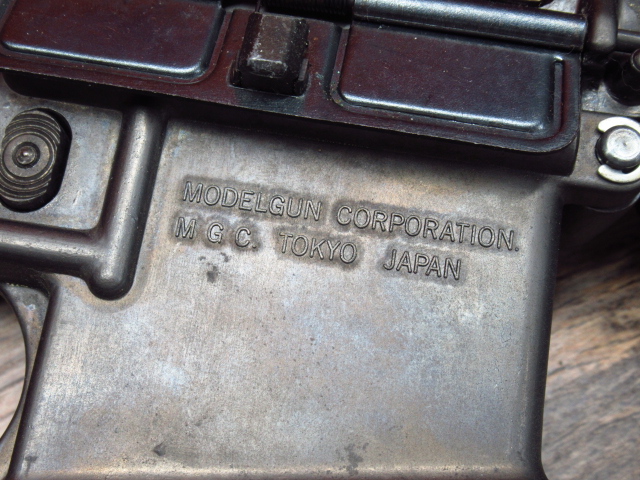 MODELGUN CORPORATION.
M G C. TOKYO JAPAN